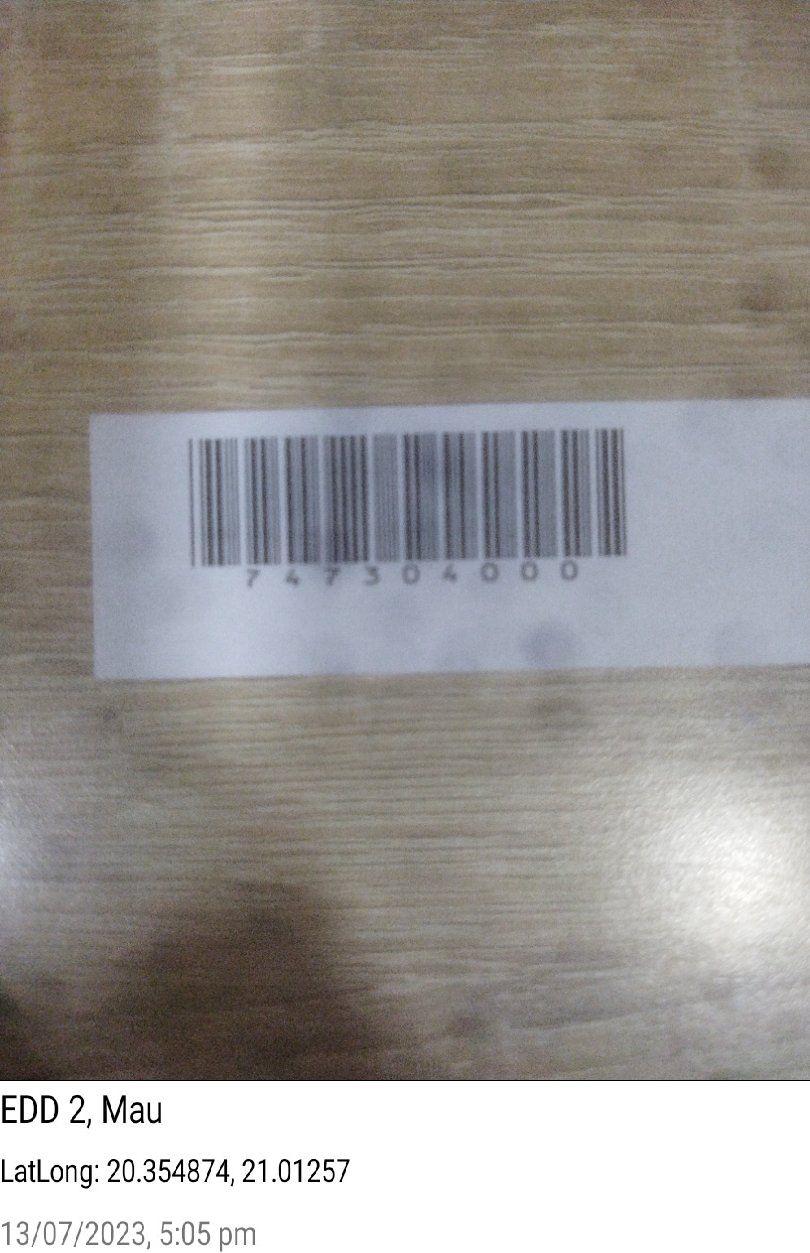 747304000
EDD 2, Mau
LatLong: 20.354874, 21.01257
13/07/2023, 5:05 pm